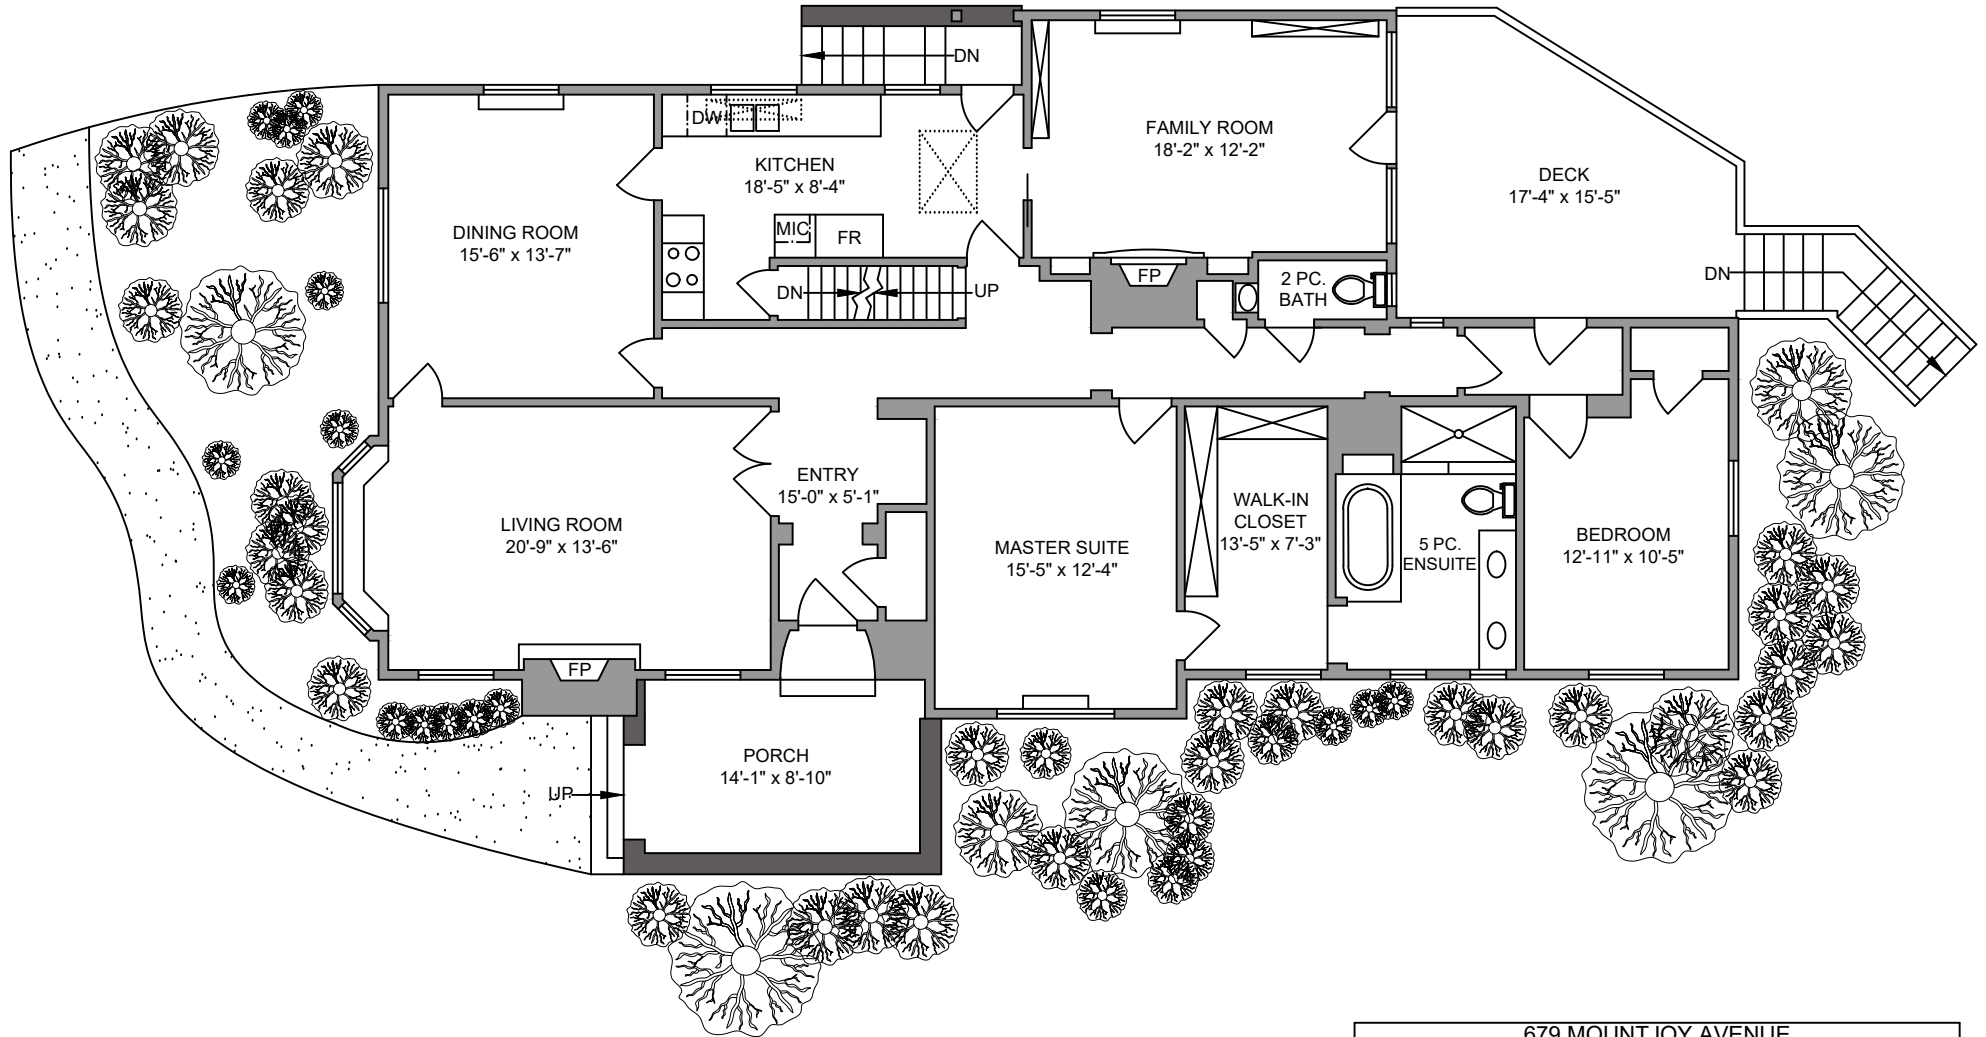 DN
FAMILY ROOM
18'-2" x 12'-2"
DW
KITCHEN
18'-5" x 8'-4"
DECK
17'-4" x 15'-5"
DINING ROOM
15'-6" x 13'-7"
MIC
FR
FP
2 PC.
BATH
DN
UP
DN
ENTRY
15'-0" x 5'-1"
LIVING ROOM
20'-9" x 13'-6"
WALK-IN
CLOSET
13'-5" x 7'-3"
MASTER SUITE
15'-5" x 12'-4"
5 PC.
ENSUITE
BEDROOM
12'-11" x 10'-5"
FP
PORCH
14'-1" x 8'-10"
UP
679 MOUNTJOY AVENUE